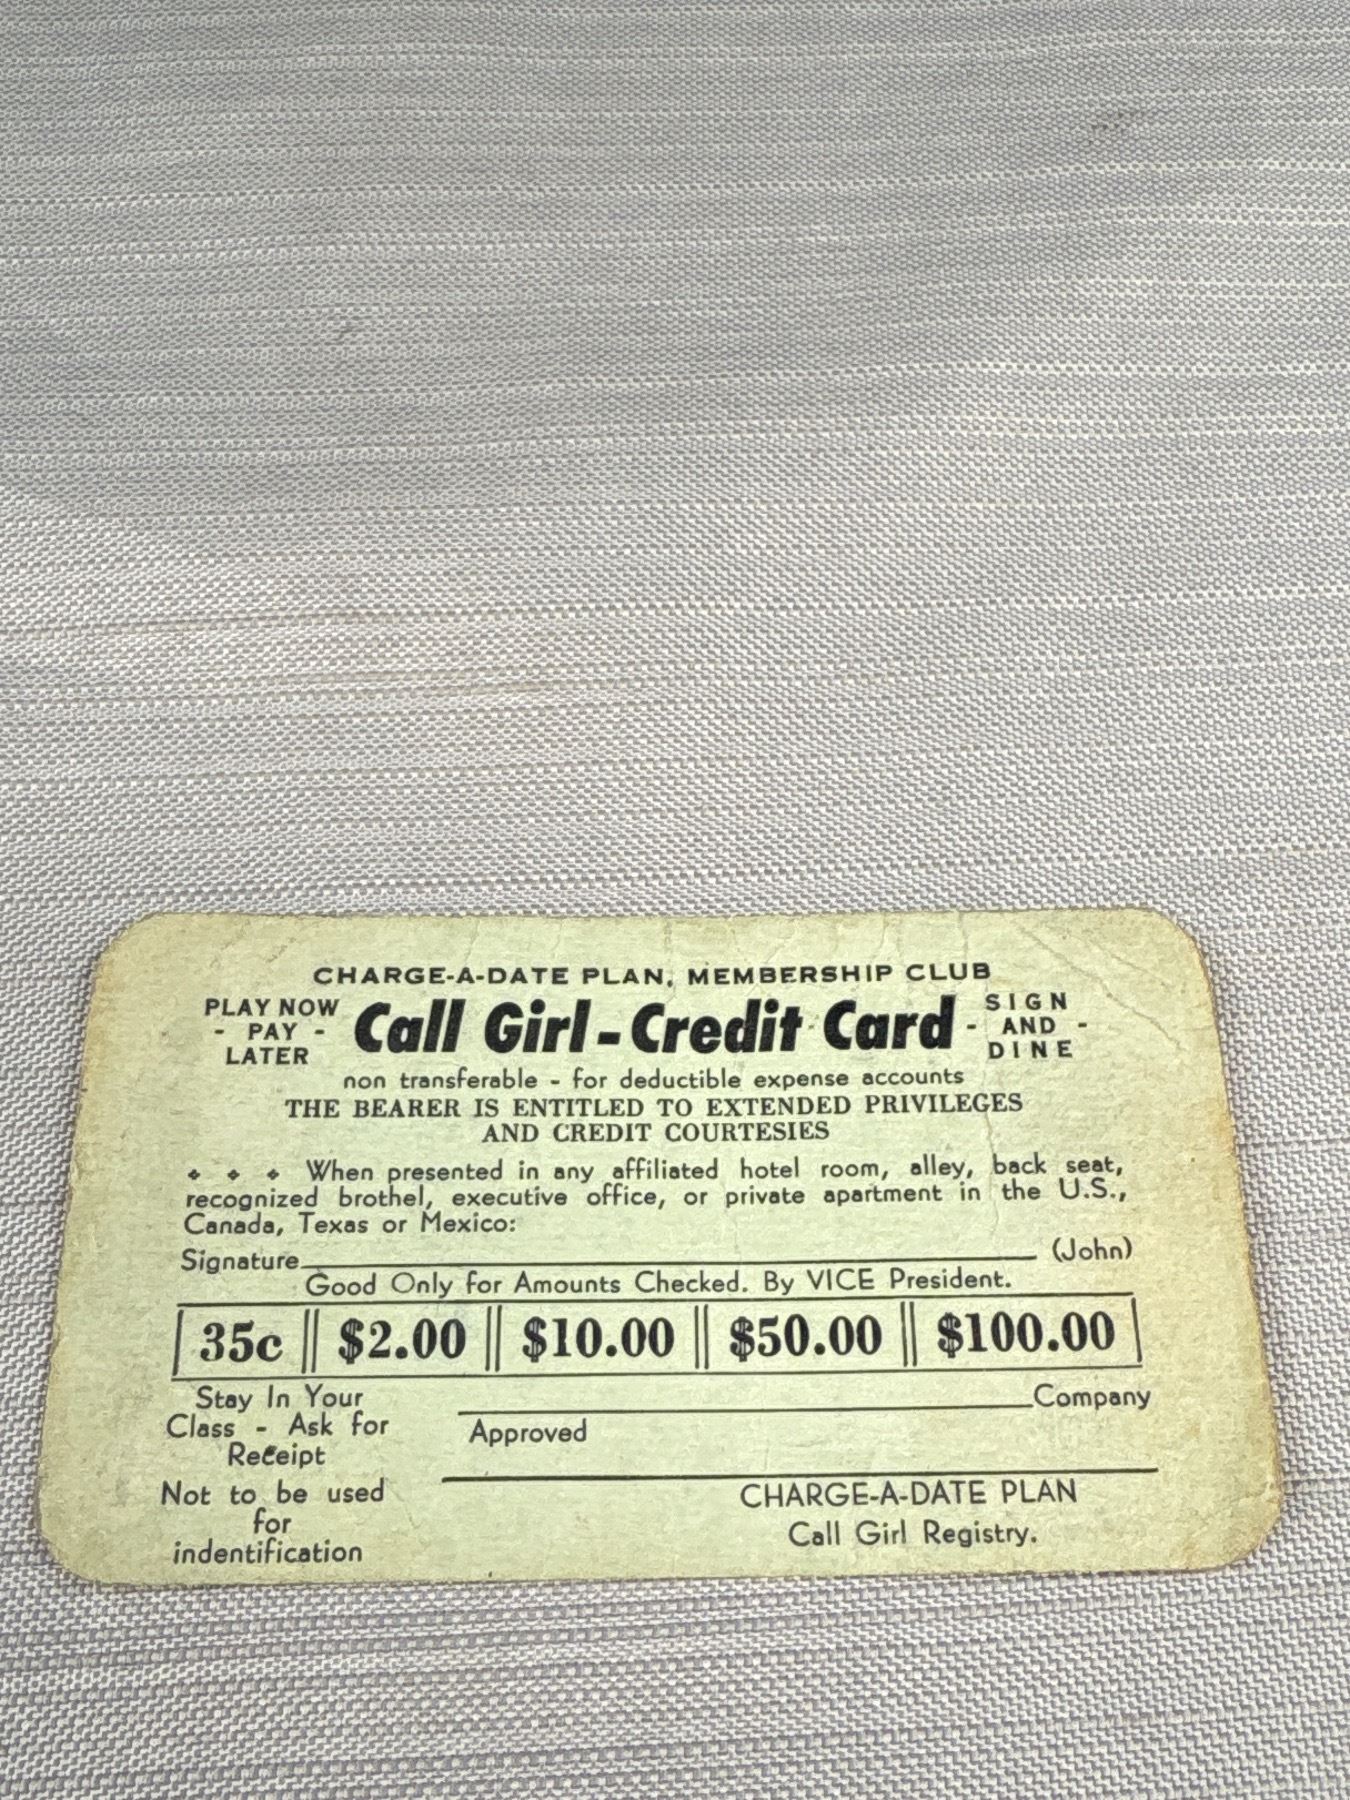 CHARGE-A-DATE PLAN, MEMBERSHIP CLUB
PLAY NOW
- PAY -
LATER
Call Girl - Credit Card
SIGN
- AND -
DINE
non transferable - for deductible expense accounts
THE BEARER IS ENTITLED TO EXTENDED PRIVILEGES
AND CREDIT COURTESIES
When presented in any affiliated hotel room, alley, back seat,
recognized brothel, executive office, or private apartment in the U.S.,
Canada, Texas or Mexico:
Signature (John)
Good Only for Amounts Checked. By VICE President.
35c $2.00 $10.00 $50.00 $100.00
Stay In Your
Class - Ask for
Receipt
Not to be used
for
indentification
Company
Approved
CHARGE-A-DATE PLAN
Call Girl Registry.